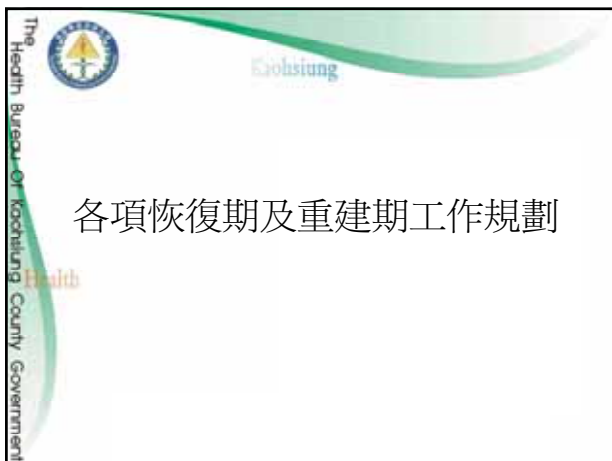 The Health Bureau Of Kaohsiung County Government
Kaohsiung
各項恢復期及重建期工作規劃
Health